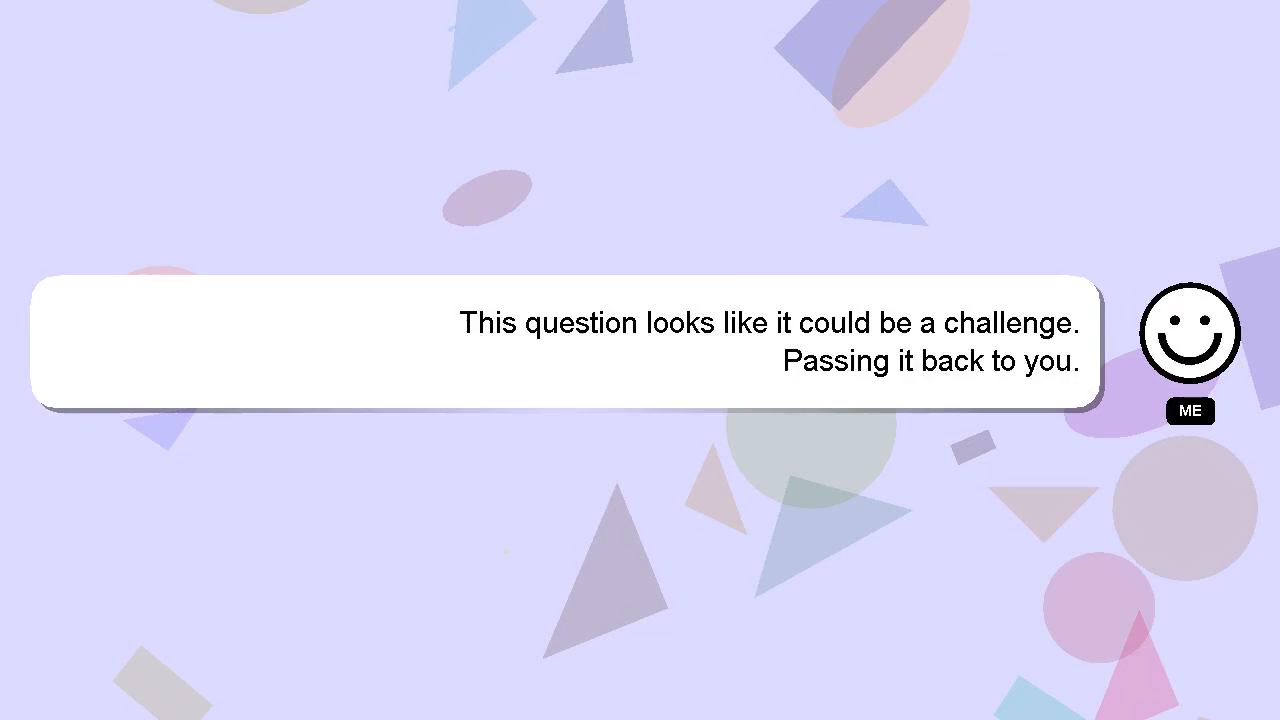 This question looks like it could be a challenge.
Passing it back to you.
ME